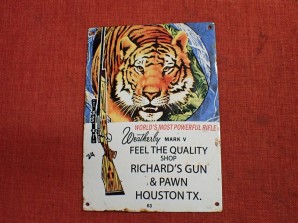 WORLD'S MOST POWERFUL RIFLE
Weatherby MARK V
FEEL THE QUALITY
SHOP
RICHARD'S GUN
& PAWN
HOUSTON TX.